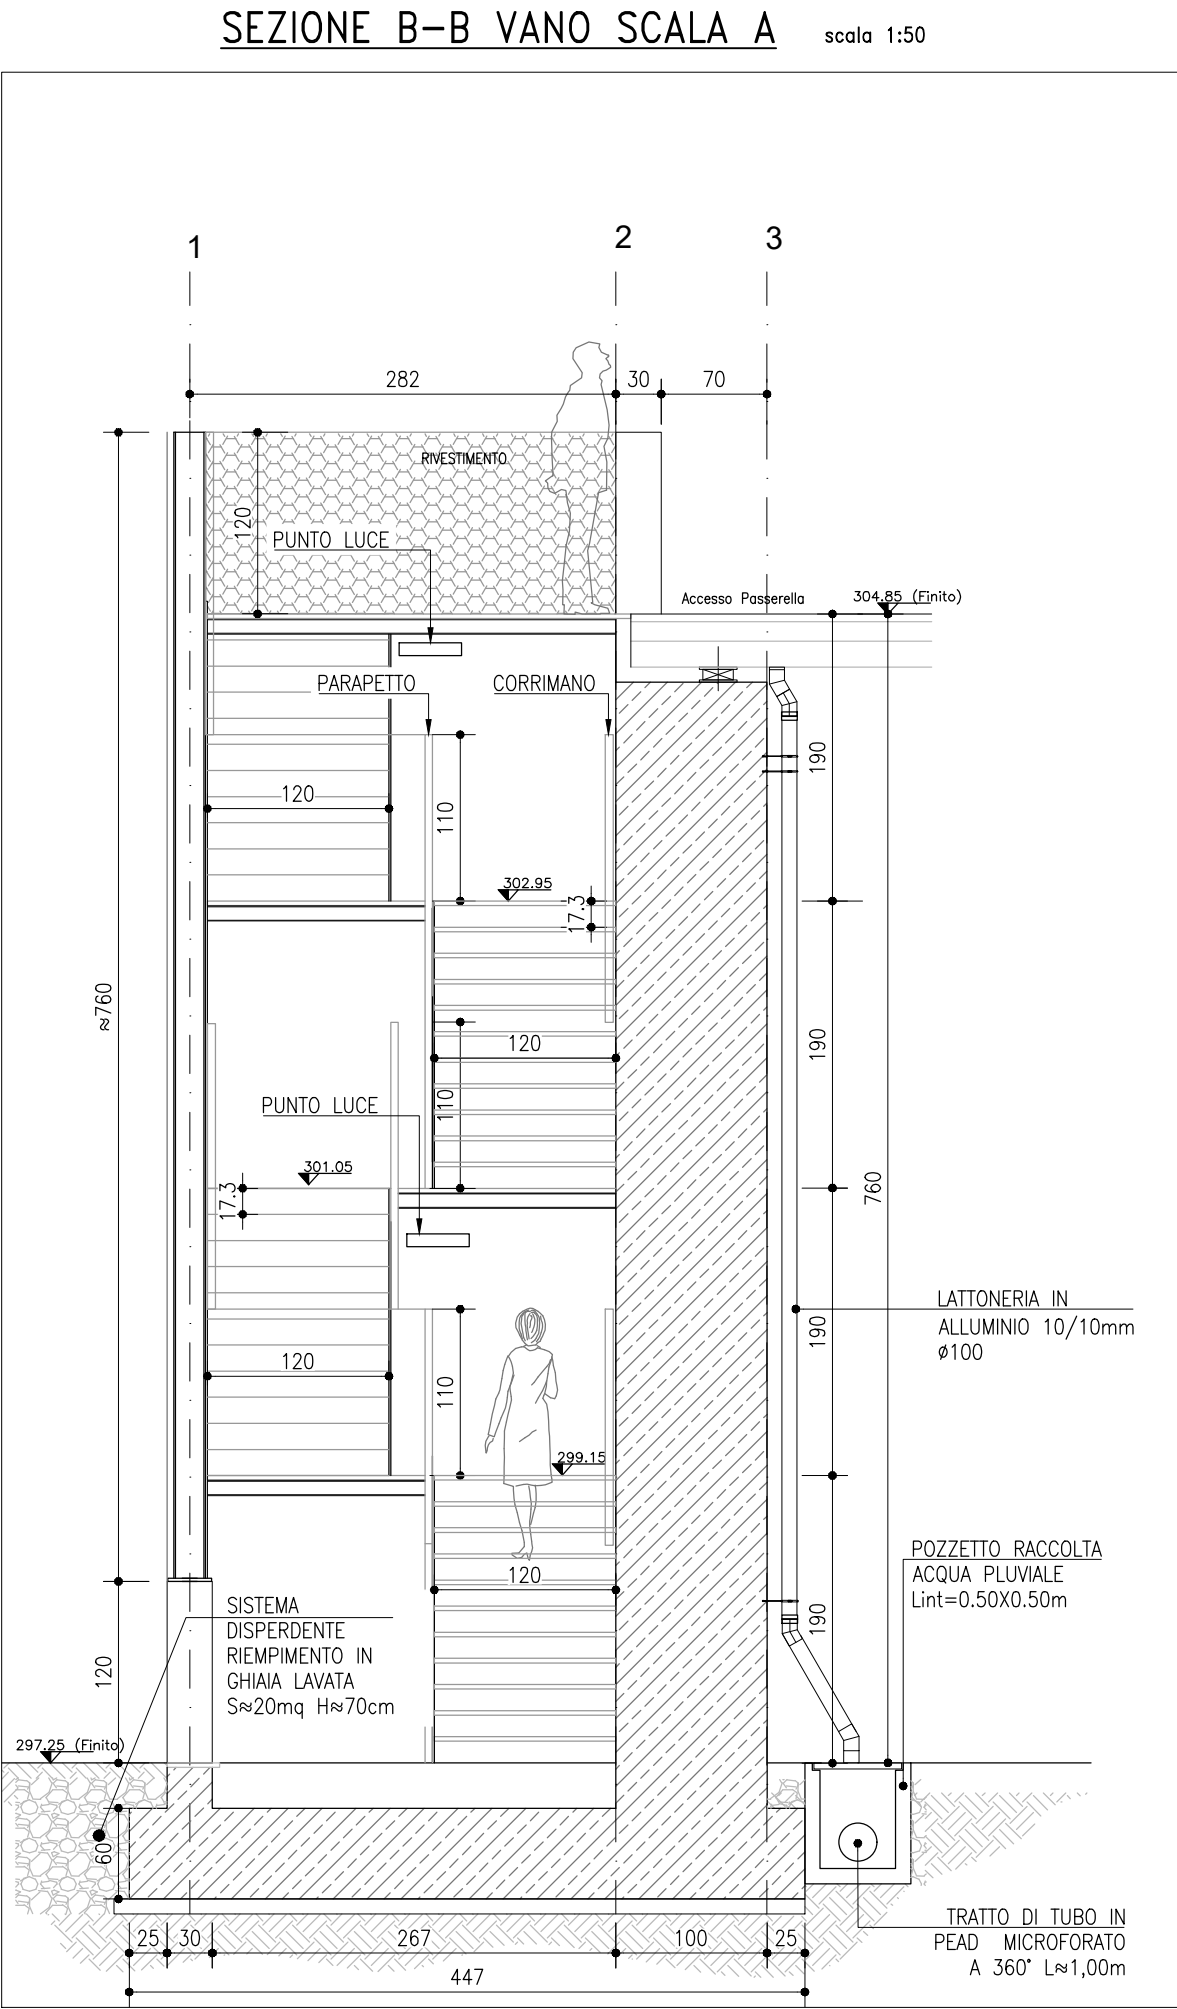 SEZIONE B-B VANO SCALA A scala 1:50
1
2
3
282
30
70
RIVESTIMENTO
120
PUNTO LUCE
Accesso Passerella
304.85 (Finito)
PARAPETTO
CORRIMANO
190
120
110
302.95
17.3
≈760
190
120
110
PUNTO LUCE
301.05
17.3
760
LATTONERIA IN
ALLUMINIO 10/10mm
ø100
190
120
110
299.15
POZZETTO RACCOLTA
ACQUA PLUVIALE
Lint=0.50X0.50m
120
190
SISTEMA
DISPERDENTE
RIEMPIMENTO IN
GHIAIA LAVATA
S≈20mq H≈70cm
120
297.25 (Finito)
60
TRATTO DI TUBO IN
PEAD MICROFORATO
A 360° L≈1,00m
25
30
267
100
25
447